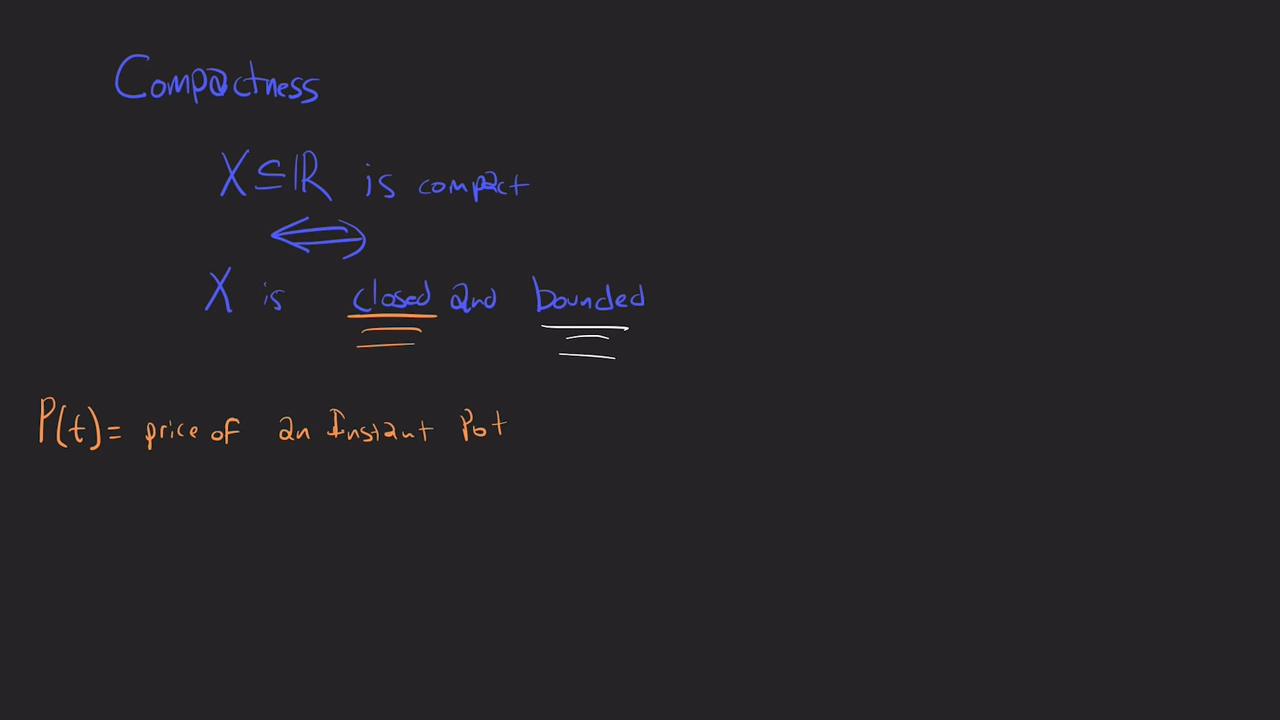 Compactness
X ⊆ ℝ is compact
⟺
X is closed and bounded
P(t) = price of an Instant Pot